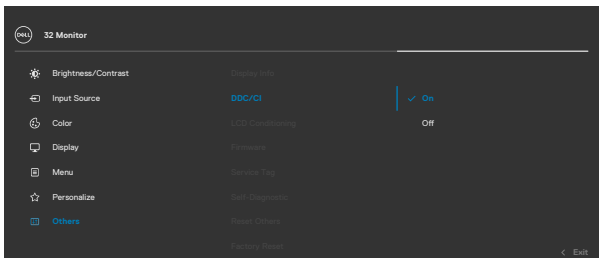 DELL 32 Monitor
Brightness/Contrast
Display Info
Input Source
DDC/CI
On
Color
LCD Conditioning
Off
Display
Firmware
Menu
Service Tag
Personalize
Self-Diagnostic
Others
Reset Others
Factory Reset
Exit